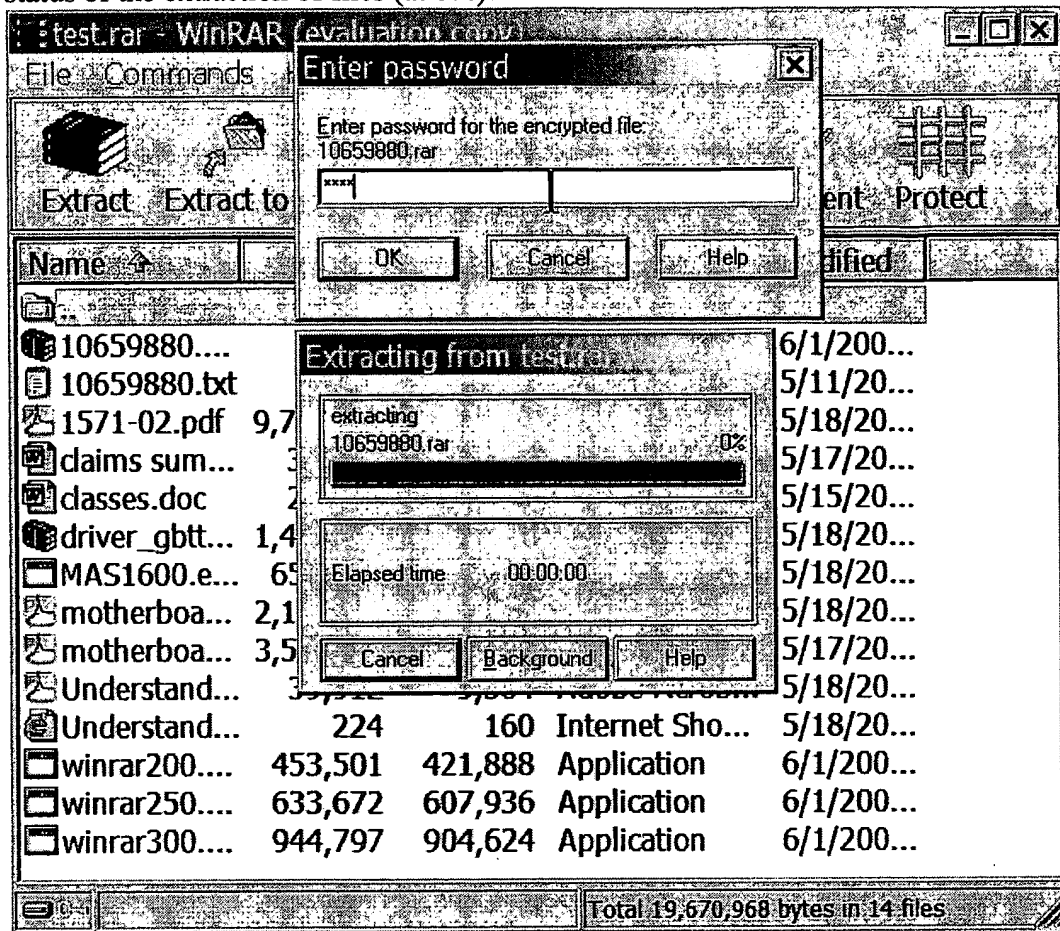 test.rar - WinRAR (evaluation copy)
File Commands
Enter password
Enter password for the encrypted file:
10659880.rar
xxxx
OK Cancel Help
Extract Extract to ent Protect
Name dified
..
10659880.... 6/1/200...
10659880.txt 5/11/20...
1571-02.pdf 9,7 5/18/20...
claims sum... 3 5/17/20...
classes.doc 2 5/15/20...
driver_gbtt... 1,4 5/18/20...
MAS1600.e... 65 5/18/20...
motherboa... 2,1 5/18/20...
motherboa... 3,5 5/17/20...
Understand... 5/18/20...
Understand... 224 160 Internet Sho... 5/18/20...
winrar200.... 453,501 421,888 Application 6/1/200...
winrar250.... 633,672 607,936 Application 6/1/200...
winrar300.... 944,797 904,624 Application 6/1/200...
Extracting from test.rar
extracting
10659880.rar 0%
Elapsed time 00:00:00
Cancel Background Help
Total 19,670,968 bytes in 14 files